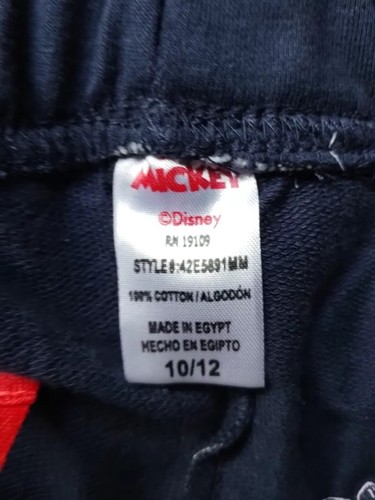 MICKEY
©Disney
RN 19109
STYLE#:42E5891MM
100% COTTON/ALGODÓN
MADE IN EGYPT
HECHO EN EGIPTO
10/12